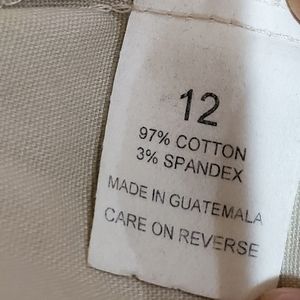 12
97% COTTON
3% SPANDEX
MADE IN GUATEMALA
CARE ON REVERSE